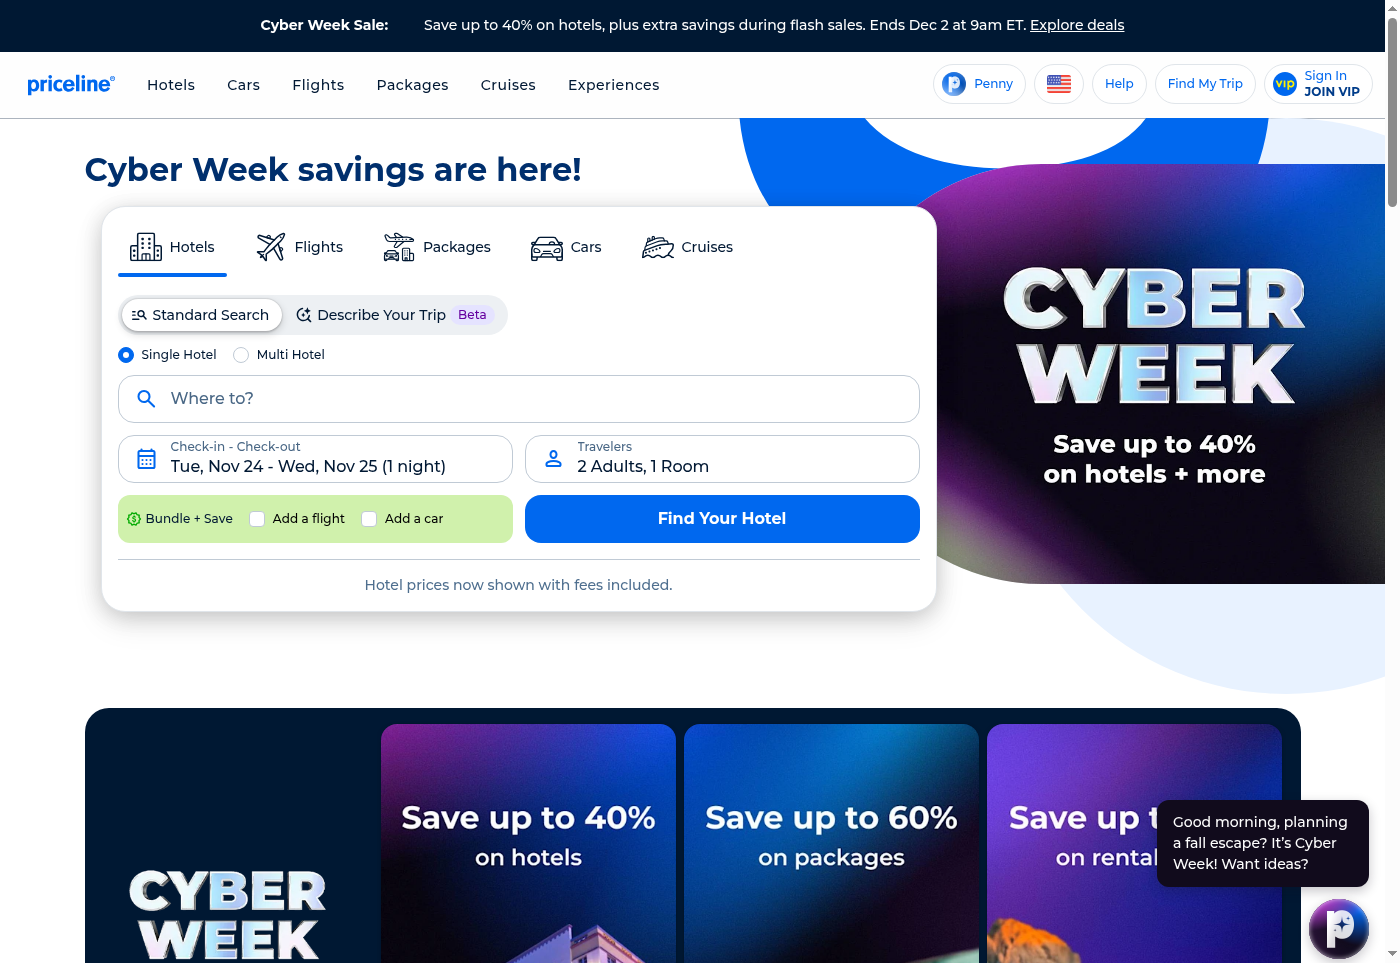 Cyber Week Sale: Save up to 40% on hotels, plus extra savings during flash sales. Ends Dec 2 at 9am ET. Explore deals
priceline®
Hotels
Cars
Flights
Packages
Cruises
Experiences
Penny
Help
Find My Trip
vip
Sign In
JOIN VIP
Cyber Week savings are here!
Hotels
Flights
Packages
Cars
Cruises
Standard Search
Describe Your Trip Beta
Single Hotel
Multi Hotel
Where to?
Check-in - Check-out
Tue, Nov 24 - Wed, Nov 25 (1 night)
Travelers
2 Adults, 1 Room
Bundle + Save
Add a flight
Add a car
Find Your Hotel
Hotel prices now shown with fees included.
CYBER
WEEK
Save up to 40%
on hotels + more
CYBER
WEEK
Save up to 40%
on hotels
Save up to 60%
on packages
Save up
on rental
Good morning, planning
a fall escape? It's Cyber
Week! Want ideas?